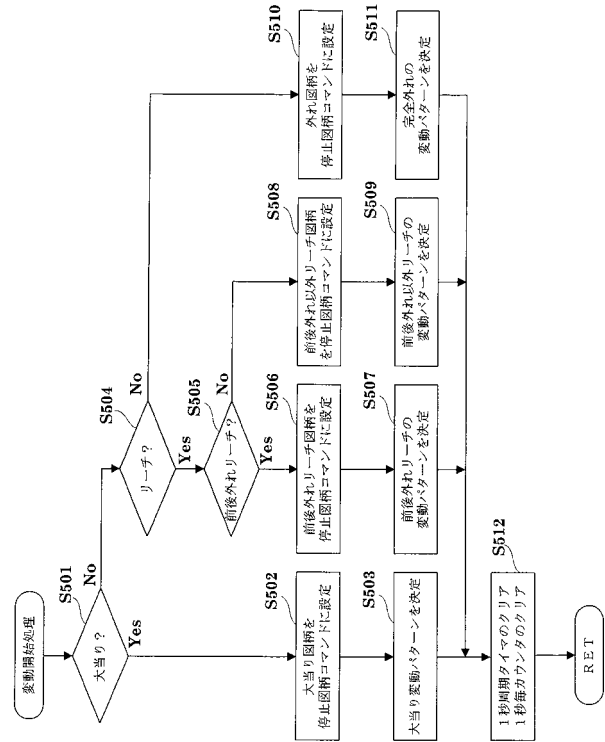 変動開始処理
S501
大当り?
No
Yes
S504
リーチ?
No
Yes
S505
前後外れリーチ?
No
Yes
S502
大当り図柄を
停止図柄コマンドに設定
S503
大当り変動パターンを決定
S506
前後外れリーチ図柄を
停止図柄コマンドに設定
S507
前後外れリーチの
変動パターンを決定
S508
前後外れ以外リーチ図柄
を停止図柄コマンドに設定
S509
前後外れ以外リーチの
変動パターンを決定
S510
外れ図柄を
停止図柄コマンドに設定
S511
完全外れの
変動パターンを決定
S512
1秒周期タイマのクリア
1秒毎カウンタのクリア
RET